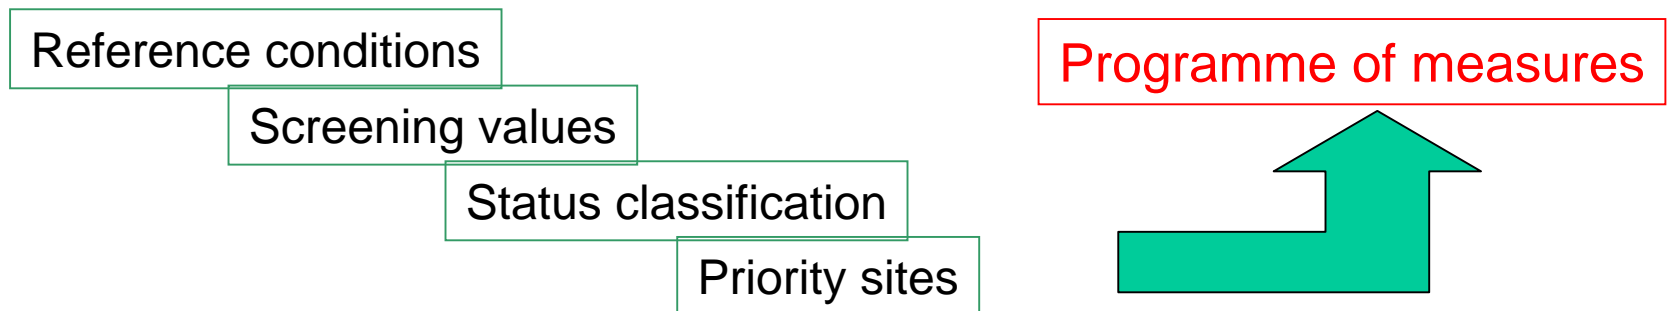 Reference conditions
Screening values
Status classification
Priority sites
Programme of measures